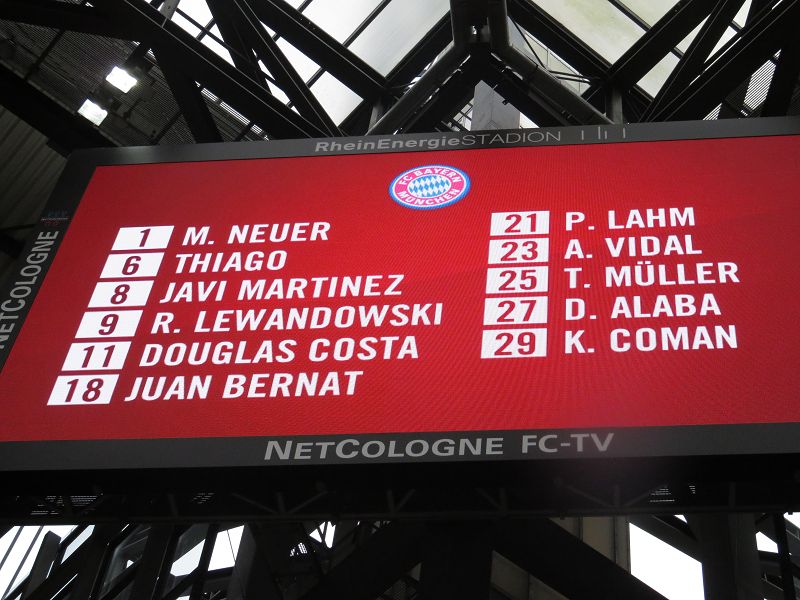 RheinEnergieSTADION
FC BAYERN
MÜNCHEN
1 M. NEUER
6 THIAGO
8 JAVI MARTINEZ
9 R. LEWANDOWSKI
11 DOUGLAS COSTA
18 JUAN BERNAT
21 P. LAHM
23 A. VIDAL
25 T. MÜLLER
27 D. ALABA
29 K. COMAN
NETCOLOGNE
NETCOLOGNE FC-TV